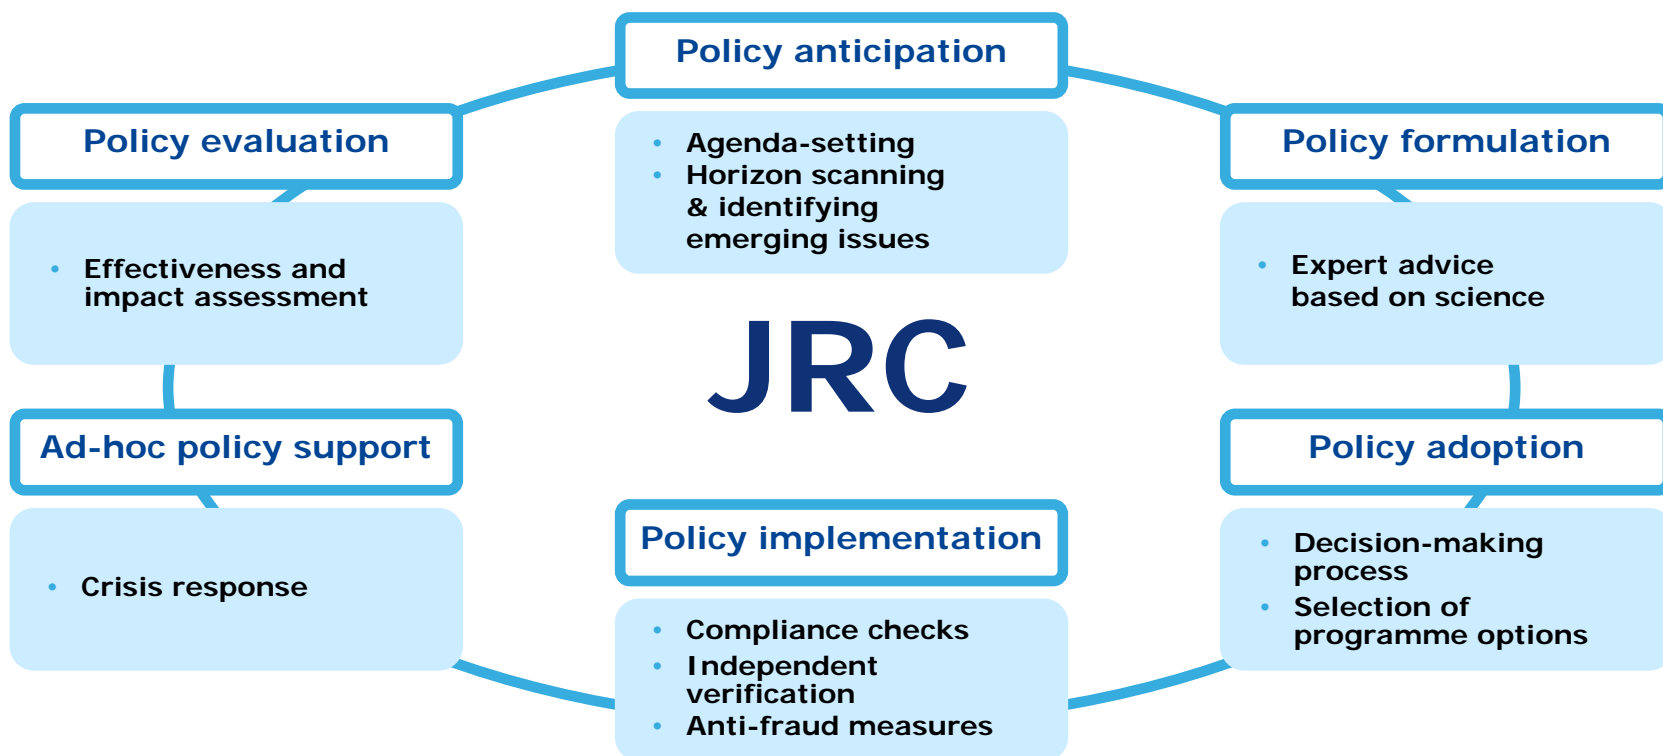 Policy anticipation
• Agenda-setting
• Horizon scanning
& identifying
emerging issues
Policy evaluation
• Effectiveness and
impact assessment
Policy formulation
• Expert advice
based on science
JRC
Ad-hoc policy support
• Crisis response
Policy adoption
• Decision-making
process
• Selection of
programme options
Policy implementation
• Compliance checks
• Independent
verification
• Anti-fraud measures